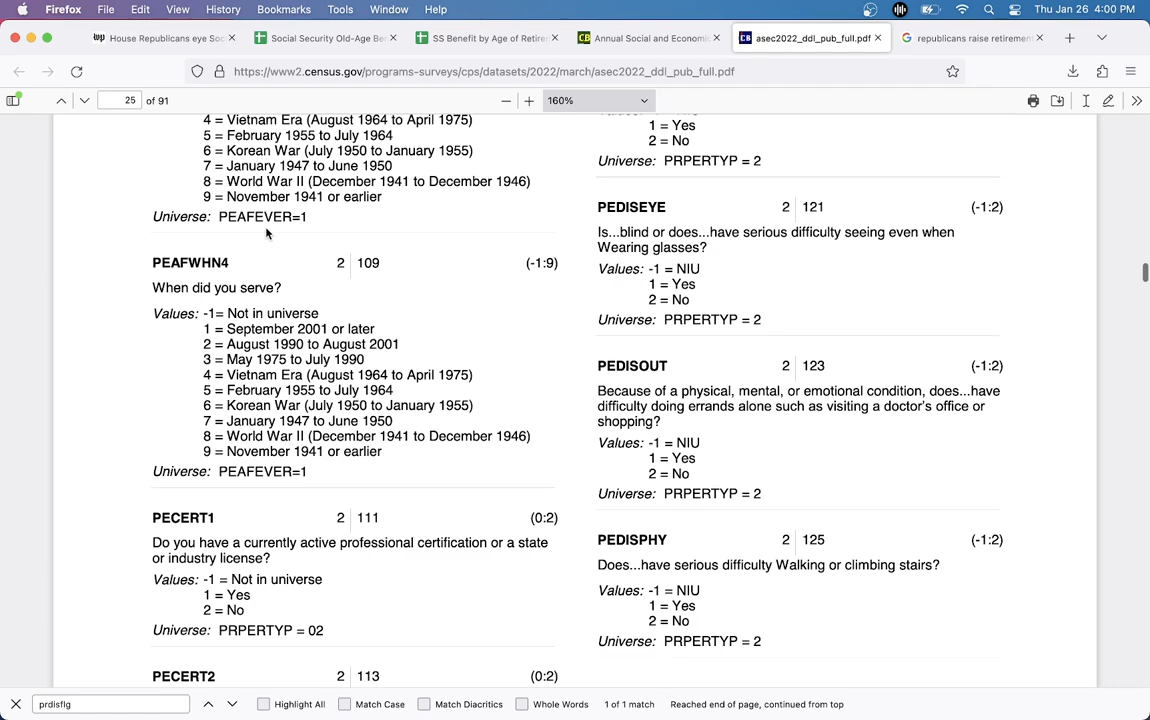 Firefox File Edit View History Bookmarks Tools Window Help Thu Jan 26 4:00 PM
wp House Republicans eye Soc
Social Security Old-Age Be
SS Benefit by Age of Retire
CB Annual Social and Economic
CB asec2022_ddl_pub_full.pdf
republicans raise retirement
https://www2.census.gov/programs-surveys/cps/datasets/2022/march/asec2022_ddl_pub_full.pdf
25 of 91 160%
4 = Vietnam Era (August 1964 to April 1975)
5 = February 1955 to July 1964
6 = Korean War (July 1950 to January 1955)
7 = January 1947 to June 1950
8 = World War II (December 1941 to December 1946)
9 = November 1941 or earlier
Universe: PEAFEVER=1
PEAFWHN4 2 109 (-1:9)
When did you serve?
Values: -1= Not in universe
1 = September 2001 or later
2 = August 1990 to August 2001
3 = May 1975 to July 1990
4 = Vietnam Era (August 1964 to April 1975)
5 = February 1955 to July 1964
6 = Korean War (July 1950 to January 1955)
7 = January 1947 to June 1950
8 = World War II (December 1941 to December 1946)
9 = November 1941 or earlier
Universe: PEAFEVER=1
PECERT1 2 111 (0:2)
Do you have a currently active professional certification or a state
or industry license?
Values: -1 = Not in universe
1 = Yes
2 = No
Universe: PRPERTYP = 02
PECERT2 2 113 (0:2)
1 = Yes
2 = No
Universe: PRPERTYP = 2
PEDISEYE 2 121 (-1:2)
Is...blind or does...have serious difficulty seeing even when
Wearing glasses?
Values: -1 = NIU
1 = Yes
2 = No
Universe: PRPERTYP = 2
PEDISOUT 2 123 (-1:2)
Because of a physical, mental, or emotional condition, does...have
difficulty doing errands alone such as visiting a doctor's office or
shopping?
Values: -1 = NIU
1 = Yes
2 = No
Universe: PRPERTYP = 2
PEDISPHY 2 125 (-1:2)
Does...have serious difficulty Walking or climbing stairs?
Values: -1 = NIU
1 = Yes
2 = No
Universe: PRPERTYP = 2
prdisflg Highlight All Match Case Match Diacritics Whole Words 1 of 1 match Reached end of page, continued from top